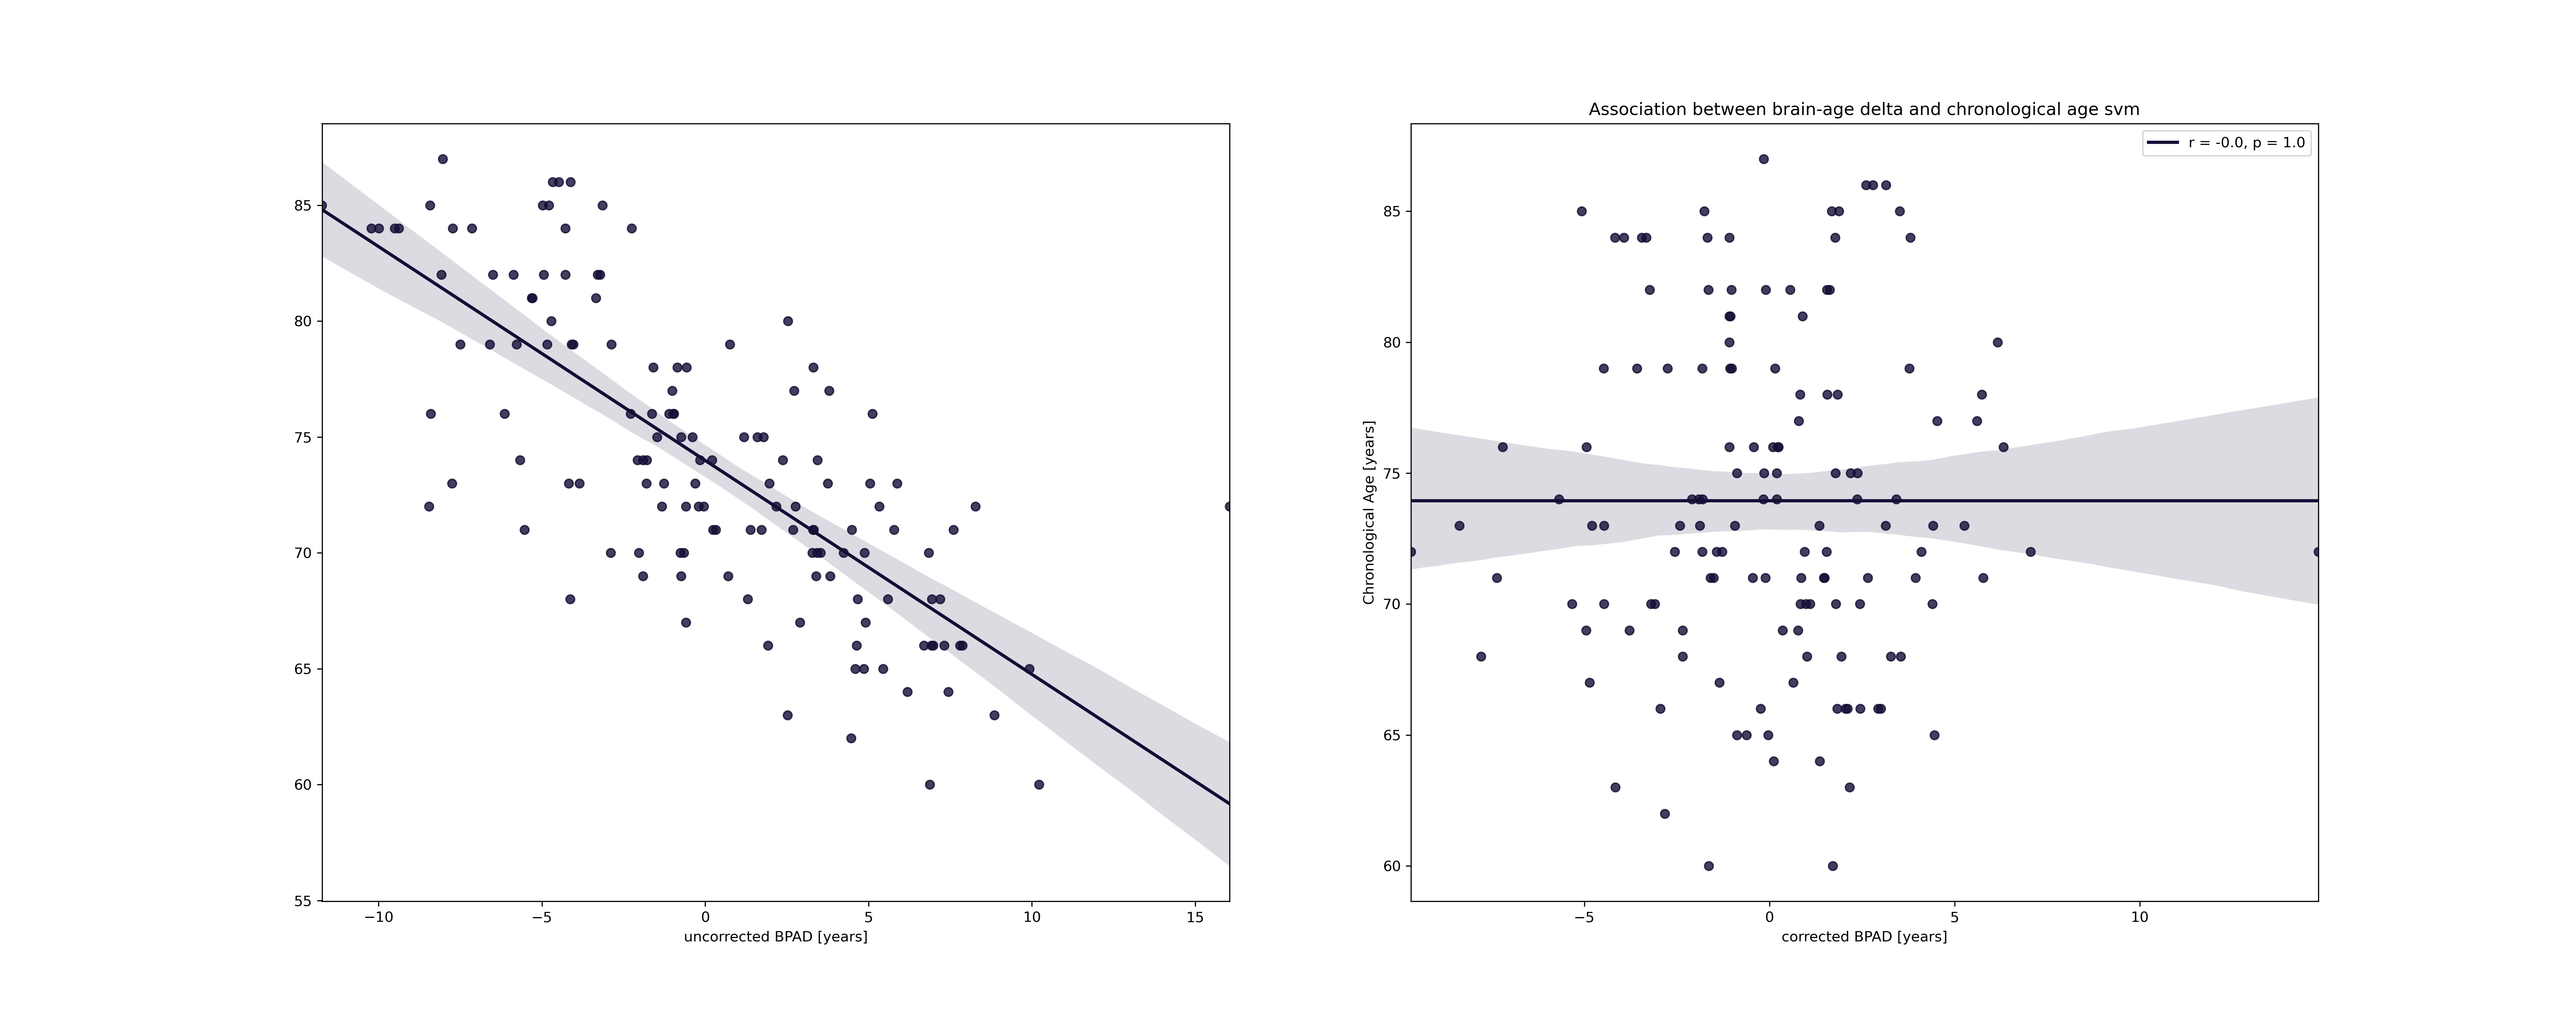 85
80
75
70
65
60
55
−10 −5 0 5 10 15
uncorrected BPAD [years]
Association between brain-age delta and chronological age svm
r = -0.0, p = 1.0
Chronological Age [years]
85
80
75
70
65
60
−5 0 5 10
corrected BPAD [years]